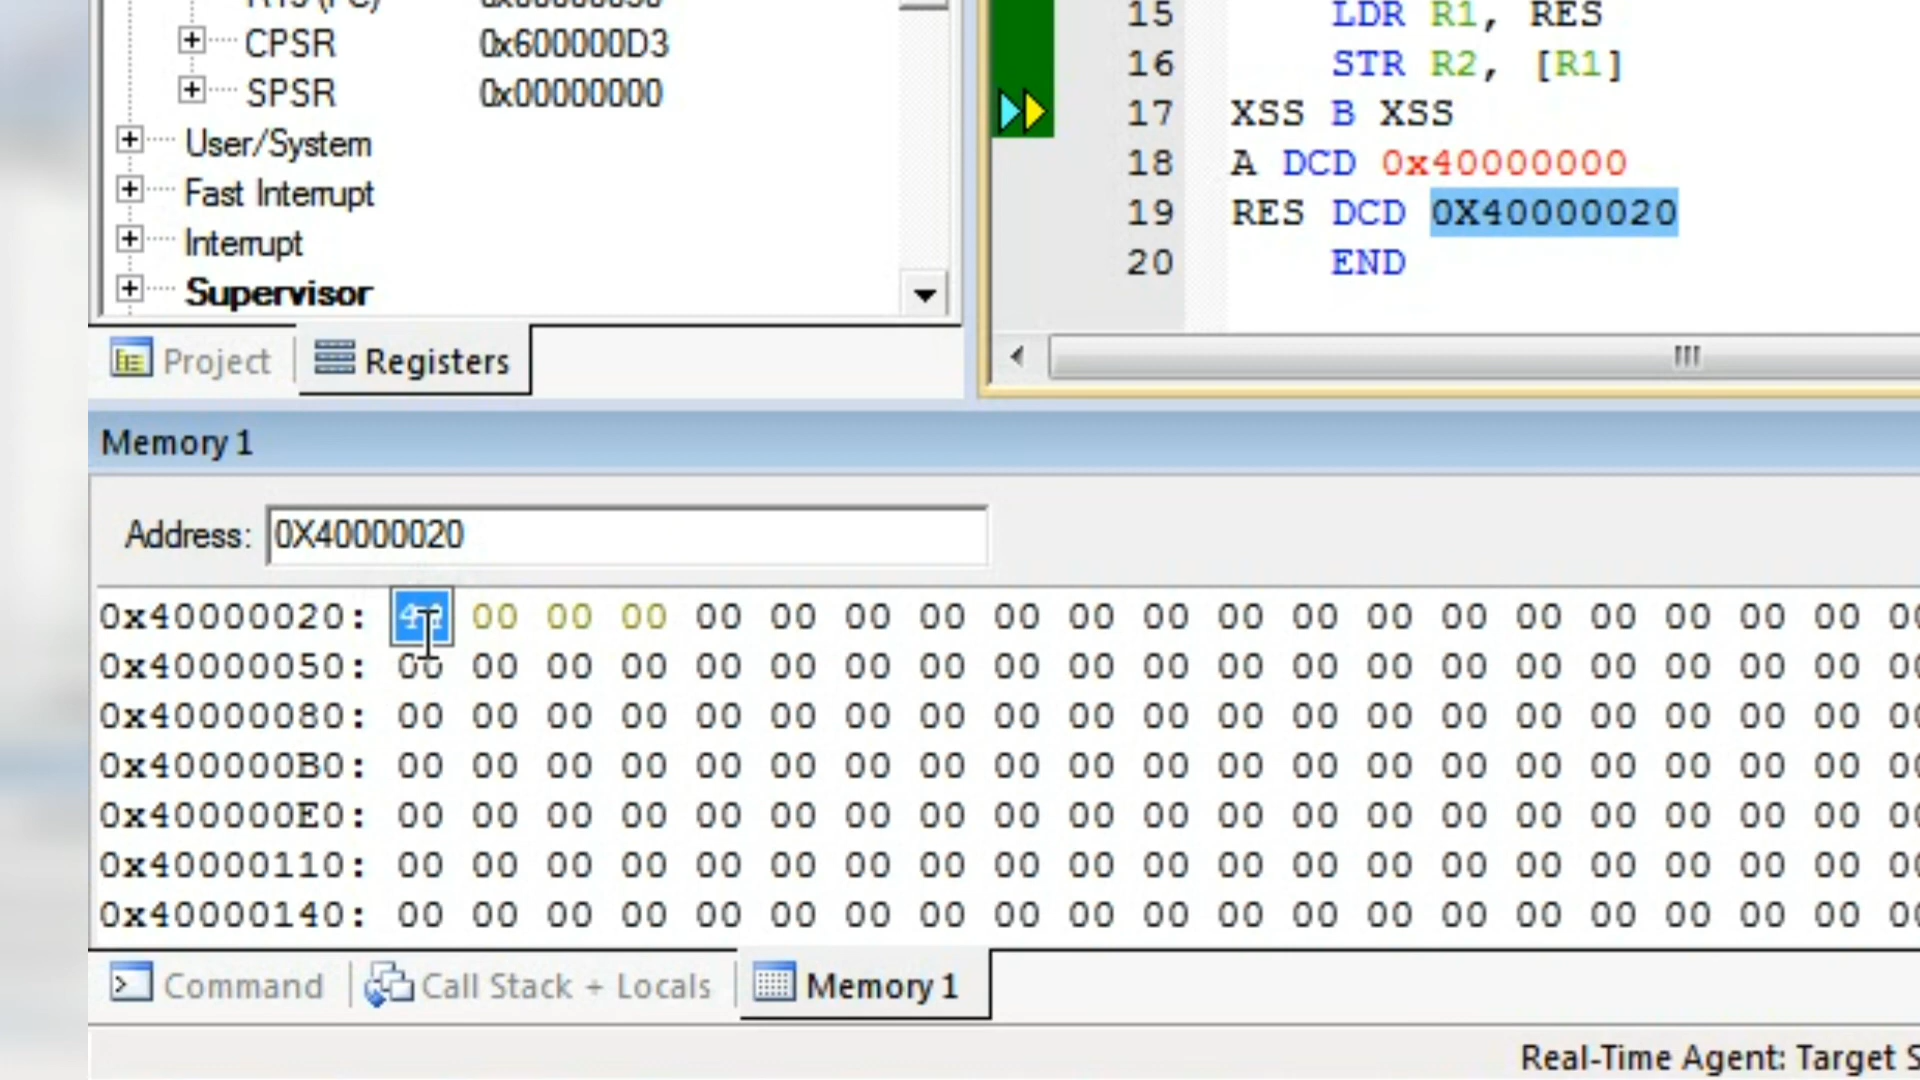 CPSR 0x600000D3
SPSR 0x00000000
User/System
Fast Interrupt
Interrupt
Supervisor
Project
Registers
15 LDR R1, RES
16 STR R2, [R1]
17 XSS B XSS
18 A DCD 0x40000000
19 RES DCD 0X40000020
20 END
Memory 1
Address: 0X40000020
0x40000020: 00 00 00 00 00 00 00 00 00 00 00 00 00 00 00 00 00 00 00
0x40000050: 00 00 00 00 00 00 00 00 00 00 00 00 00 00 00 00 00 00 00 00
0x40000080: 00 00 00 00 00 00 00 00 00 00 00 00 00 00 00 00 00 00 00 00
0x400000B0: 00 00 00 00 00 00 00 00 00 00 00 00 00 00 00 00 00 00 00 00
0x400000E0: 00 00 00 00 00 00 00 00 00 00 00 00 00 00 00 00 00 00 00 00
0x40000110: 00 00 00 00 00 00 00 00 00 00 00 00 00 00 00 00 00 00 00 00
0x40000140: 00 00 00 00 00 00 00 00 00 00 00 00 00 00 00 00 00 00 00 00
Command
Call Stack + Locals
Memory 1
Real-Time Agent: Target